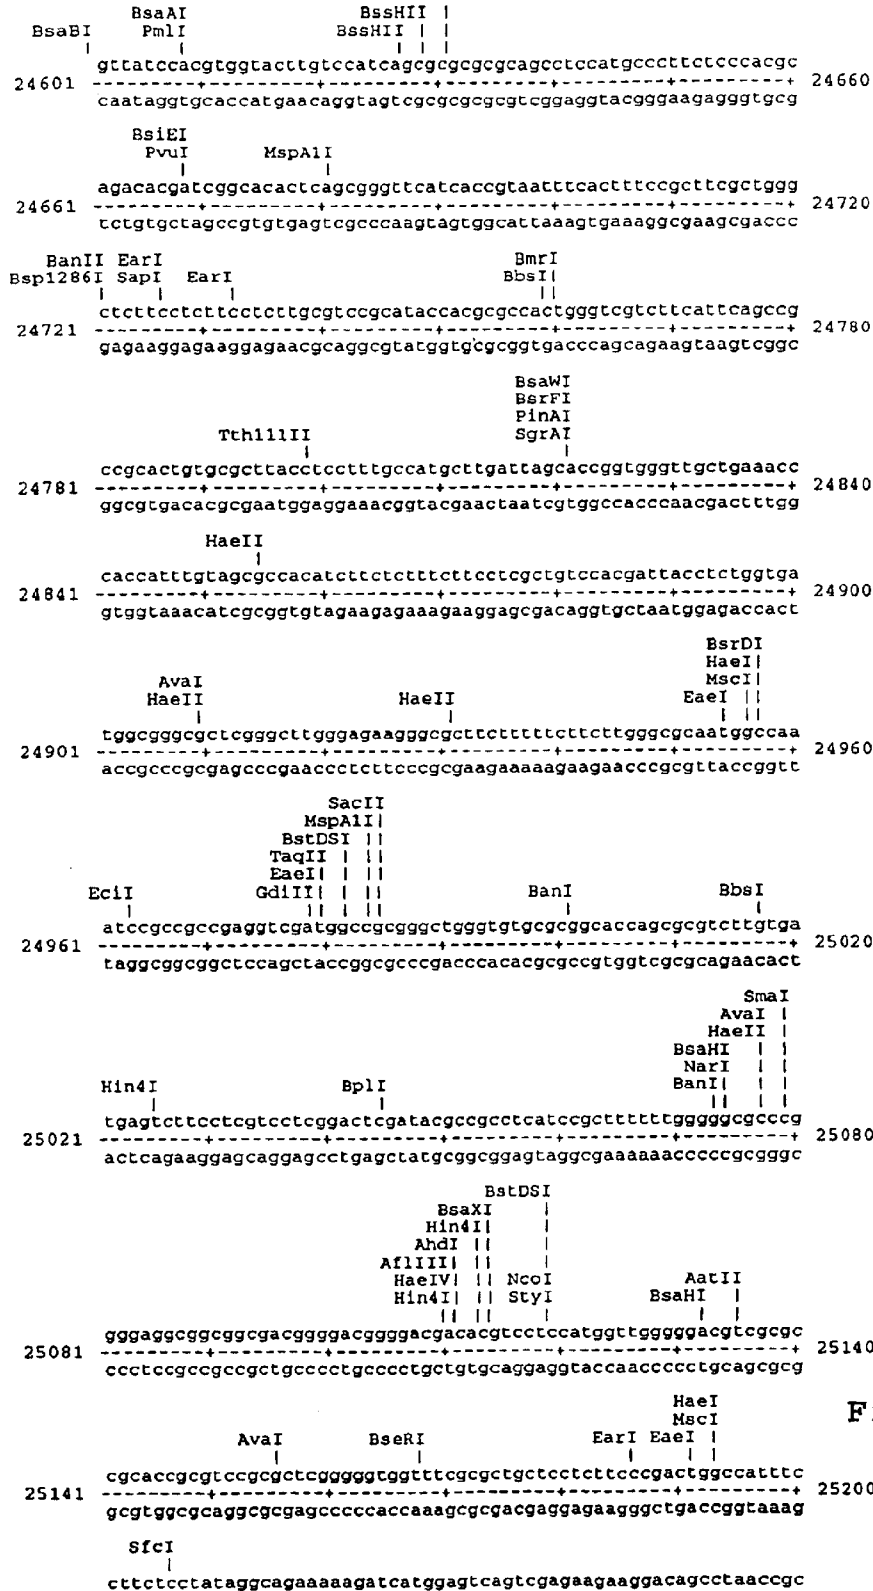 BsaAI BssHII
BsaBI PmlI BssHII
gttatccacgtggtacttgtccatcagcgcgcgcgcagcctccatgcccttctcccacgc
24601 ---------+---------+---------+---------+---------+---------+ 24660
caataggtgcaccatgaacaggtagtcgcgcgcgcgtcggaggtacgggaagagggtgcg
BsiEI
PvuI MspA1I
agacacgatcggcacactcagcgggttcatcaccgtaatttcactttccgcttcgctggg
24661 ---------+---------+---------+---------+---------+---------+ 24720
tctgtgctagccgtgtgagtcgcccaagtagtggcattaaagtgaaaggcgaagcgaccc
BanII EarI BmrI
Bsp1286I SapI EarI BbsI
ctcttcctcttcctcttgcgtccgcataccacgcgccactgggtcgtcttcattcagccg
24721 ---------+---------+---------+---------+---------+---------+ 24780
gagaaggagaaggagaacgcaggcgtatggtgcgcggtgacccagcagaagtaagtcggc
BsaWI
BsrFI
PinAI
Tth111II SgrAI
ccgcactgtgcgcttacctcctttgccatgcttgattagcaccggtgggttgctgaaacc
24781 ---------+---------+---------+---------+---------+---------+ 24840
ggcgtgacacgcgaatggaggaaacggtacgaactaatcgtggccacccaacgactttgg
HaeII
caccatttgtagcgccacatcttctctttcttcctcgctgtccacgattacctctggtga
24841 ---------+---------+---------+---------+---------+---------+ 24900
gtggtaaacatcgcggtgtagaagagaaagaaggagcgacaggtgctaatggagaccact
BsrDI
HaeI
AvaI MscI
HaeII HaeII EaeI
tggcgggcgctcgggcttgggagaagggcgcttctttttcttcttgggcgcaatggccaa
24901 ---------+---------+---------+---------+---------+---------+ 24960
accgcccgcgagcccgaaccctcttcccgcgaagaaaaagaagaacccgcgttaccggtt
SacII
MspA1I
BstDSI
TaqII
EaeI
EciI GdiII BanI BbsI
atccgccgccgaggtcgatggccgcgggctgggtgtgcgcggcaccagcgcgtcttgtga
24961 ---------+---------+---------+---------+---------+---------+ 25020
taggcggcggctccagctaccggcgcccgacccacacgcgccgtggtcgcgcagaacact
SmaI
AvaI
HaeII
BsaHI
NarI
Hin4I BplI BanI
tgagtcttcctcgtcctcggactcgatacgccgcctcatccgcttttttgggggcgcccg
25021 ---------+---------+---------+---------+---------+---------+ 25080
actcagaaggagcaggagcctgagctatgcggcggagtaggcgaaaaaacccccgcgggc
BstDSI
BsaXI
Hin4I
AhdI
AflIII
HaeIV NcoI AatII
Hin4I StyI BsaHI
gggaggcggcggcgacggggacggggacgacacgtcctccatggttgggggacgtcgcgc
25081 ---------+---------+---------+---------+---------+---------+ 25140
ccctccgccgccgctgcccctgcccctgctgtgcaggaggtaccaaccccctgcagcgcg
HaeI
MscI
AvaI BseRI EarI EaeI
cgcaccgcgtccgcgctcgggggtggtttcgcgctgctcctcttcccgactggccatttc
25141 ---------+---------+---------+---------+---------+---------+ 25200
gcgtggcgcaggcgcgagcccccaccaaagcgcgacgaggagaagggctgaccggtaaag
SfcI
cttctcctataggcagaaaaagatcatggagtcagtcgagaagaaggacagcctaaccgc